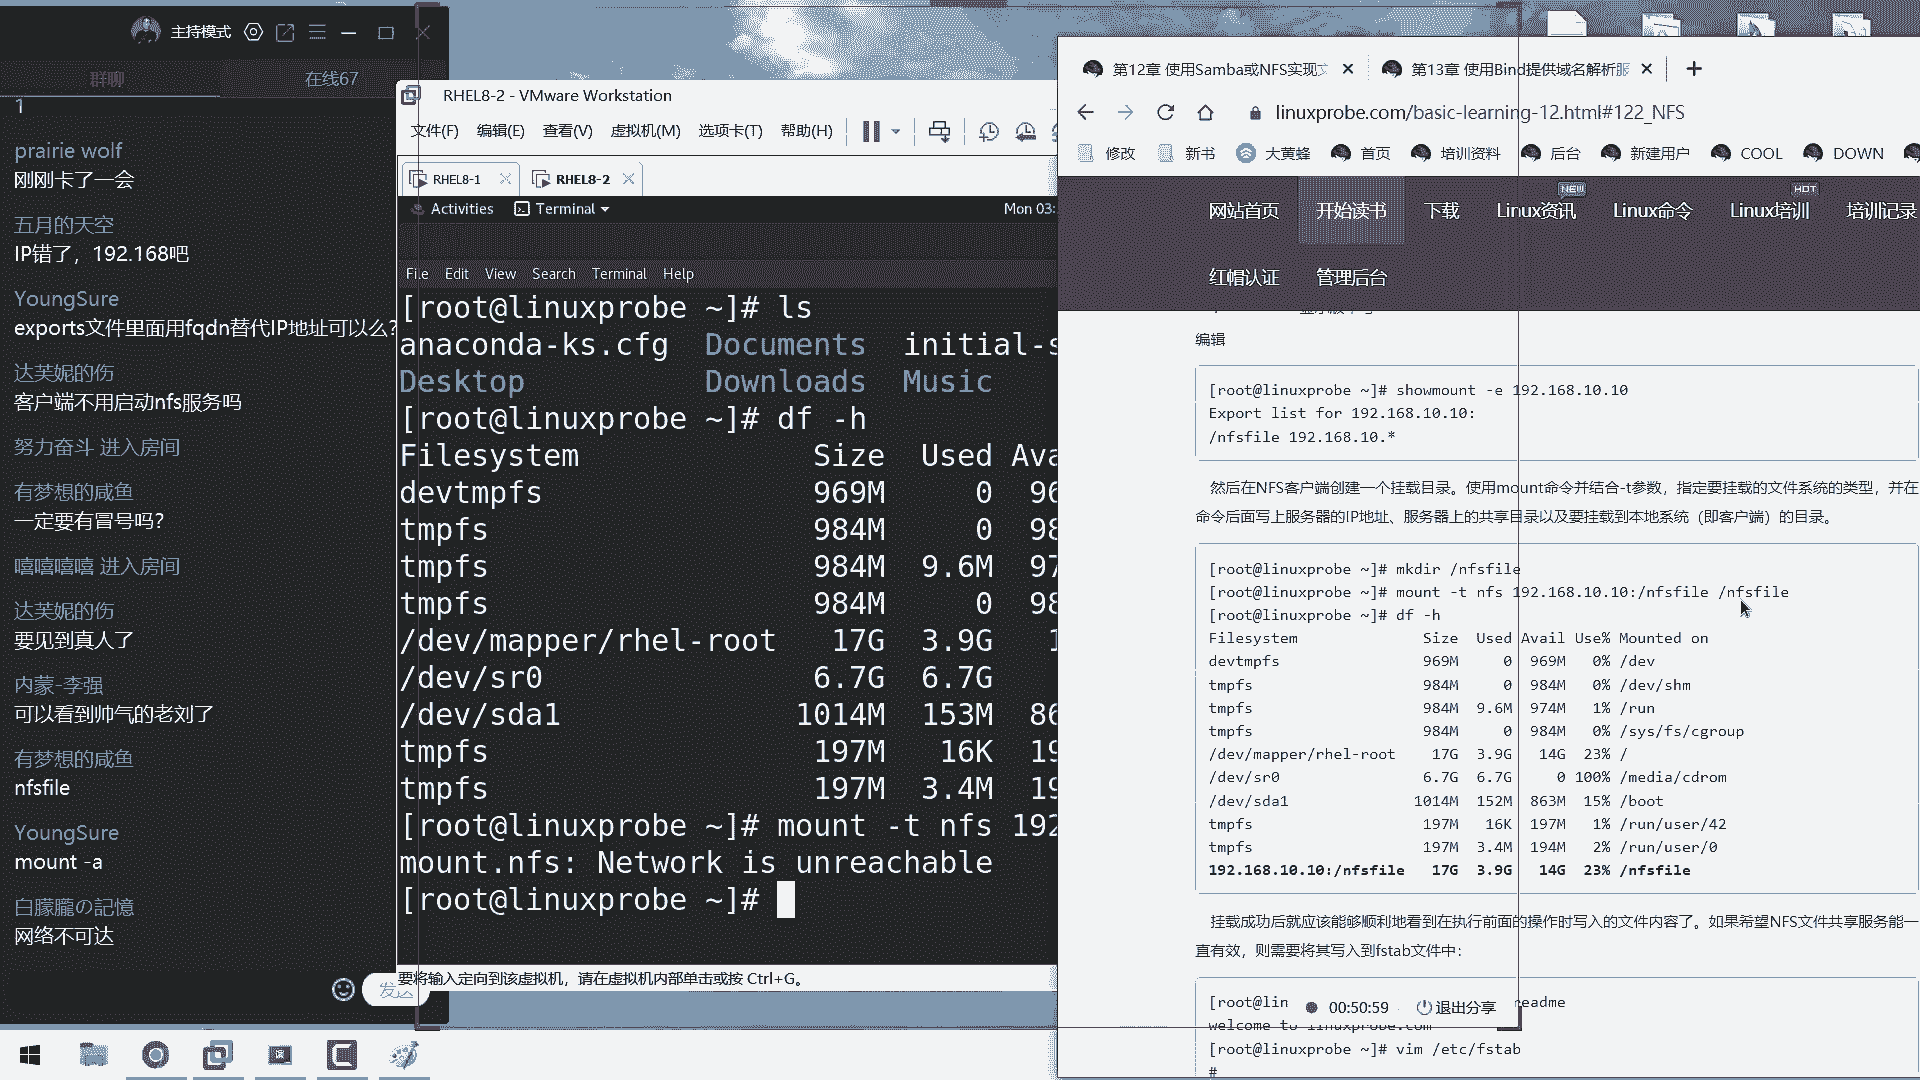 主持模式
群聊
在线67
1
prairie wolf
刚刚卡了一会
五月的天空
IP错了，192.168吧
YoungSure
exports文件里面用fqdn替代IP地址可以么?
达芙妮的伤
客户端不用启动nfs服务吗
努力奋斗 进入房间
有梦想的咸鱼
一定要有冒号吗?
嘻嘻嘻嘻 进入房间
达芙妮的伤
要见到真人了
内蒙-李强
可以看到帅气的老刘了
有梦想的咸鱼
nfsfile
YoungSure
mount -a
白朦朧の記憶
网络不可达
RHEL8-2 - VMware Workstation
文件(F) 编辑(E) 查看(V) 虚拟机(M) 选项卡(T) 帮助(H)
RHEL8-1
RHEL8-2
Activities
Terminal
Mon 03:
File Edit View Search Terminal Help
[root@linuxprobe ~]# ls
anaconda-ks.cfg Documents initial-s
Desktop Downloads Music
[root@linuxprobe ~]# df -h
Filesystem Size Used Ava
devtmpfs 969M 0 96
tmpfs 984M 0 98
tmpfs 984M 9.6M 97
tmpfs 984M 0 98
/dev/mapper/rhel-root 17G 3.9G 1
/dev/sr0 6.7G 6.7G
/dev/sda1 1014M 153M 86
tmpfs 197M 16K 19
tmpfs 197M 3.4M 19
[root@linuxprobe ~]# mount -t nfs 192
mount.nfs: Network is unreachable
[root@linuxprobe ~]#
要将输入定向到该虚拟机，请在虚拟机内部单击或按 Ctrl+G。
第12章 使用Samba或NFS实现文
第13章 使用Bind提供域名解析服
linuxprobe.com/basic-learning-12.html#122_NFS
修改 新书 大黄蜂 首页 培训资料 后台 新建用户 COOL DOWN
NEW
HOT
网站首页 开始读书 下载 Linux资讯 Linux命令 Linux培训 培训记录
红帽认证 管理后台
编辑
[root@linuxprobe ~]# showmount -e 192.168.10.10
Export list for 192.168.10.10:
/nfsfile 192.168.10.*
然后在NFS客户端创建一个挂载目录。使用mount命令并结合-t参数，指定要挂载的文件系统的类型，并在
命令后面写上服务器的IP地址、服务器上的共享目录以及要挂载到本地系统（即客户端）的目录。
[root@linuxprobe ~]# mkdir /nfsfile
[root@linuxprobe ~]# mount -t nfs 192.168.10.10:/nfsfile /nfsfile
[root@linuxprobe ~]# df -h
Filesystem Size Used Avail Use% Mounted on
devtmpfs 969M 0 969M 0% /dev
tmpfs 984M 0 984M 0% /dev/shm
tmpfs 984M 9.6M 974M 1% /run
tmpfs 984M 0 984M 0% /sys/fs/cgroup
/dev/mapper/rhel-root 17G 3.9G 14G 23% /
/dev/sr0 6.7G 6.7G 0 100% /media/cdrom
/dev/sda1 1014M 152M 863M 15% /boot
tmpfs 197M 16K 197M 1% /run/user/42
tmpfs 197M 3.4M 194M 2% /run/user/0
192.168.10.10:/nfsfile 17G 3.9G 14G 23% /nfsfile
挂载成功后就应该能够顺利地看到在执行前面的操作时写入的文件内容了。如果希望NFS文件共享服务能一
直有效，则需要将其写入到fstab文件中:
[root@lin
readme
00:50:59
退出分享
welcome to linuxprobe.com
[root@linuxprobe ~]# vim /etc/fstab
#